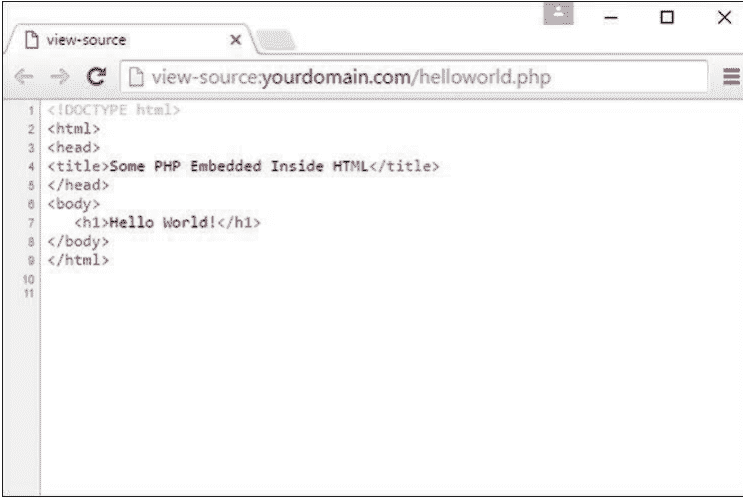 view-source
view-source:yourdomain.com/helloworld.php
1 <!DOCTYPE html>
2 <html>
3 <head>
4 <title>Some PHP Embedded Inside HTML</title>
5 </head>
6 <body>
7 <h1>Hello World!</h1>
8 </body>
9 </html>
10
11